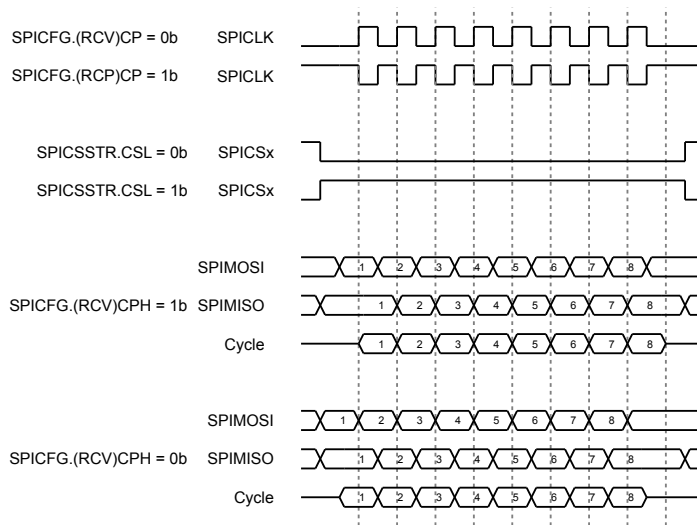 SPICFG.(RCV)CP = 0b SPICLK
SPICFG.(RCP)CP = 1b SPICLK
SPICSSTR.CSL = 0b SPICSx
SPICSSTR.CSL = 1b SPICSx
SPIMOSI 1 2 3 4 5 6 7 8
SPICFG.(RCV)CPH = 1b SPIMISO 1 2 3 4 5 6 7 8
Cycle 1 2 3 4 5 6 7 8
SPIMOSI 1 2 3 4 5 6 7 8
SPICFG.(RCV)CPH = 0b SPIMISO 1 2 3 4 5 6 7 8
Cycle 1 2 3 4 5 6 7 8